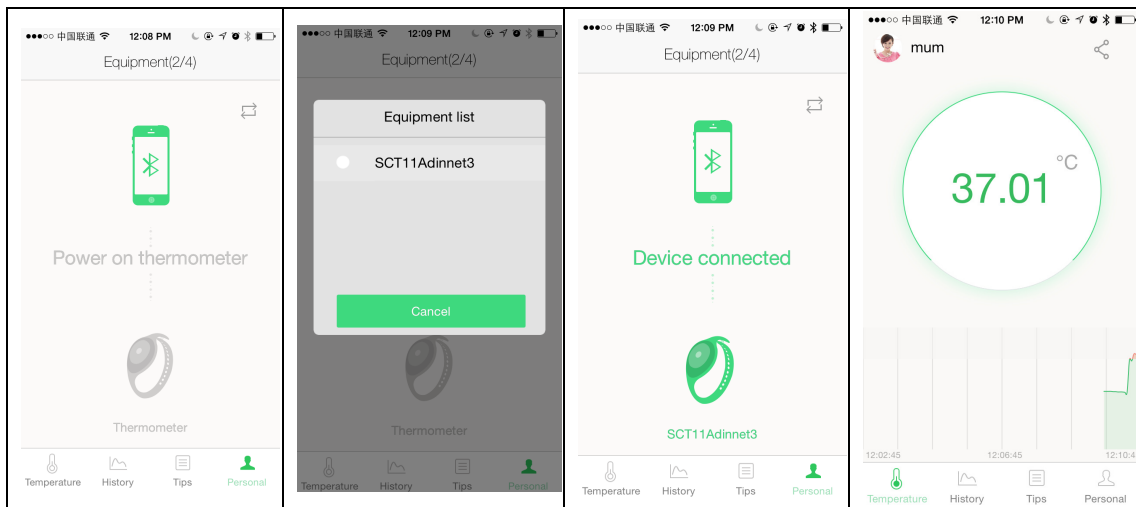 中国联通 12:08 PM
Equipment(2/4)
Power on thermometer
Thermometer
Temperature History Tips Personal
中国联通 12:09 PM
Equipment(2/4)
Equipment list
SCT11Adinnet3
Cancel
Thermometer
Temperature History Tips Personal
中国联通 12:09 PM
Equipment(2/4)
Device connected
SCT11Adinnet3
Temperature History Tips Personal
中国联通 12:10 PM
mum
°C
37.01
12:02:45 12:06:45 12:10:4
Temperature History Tips Personal